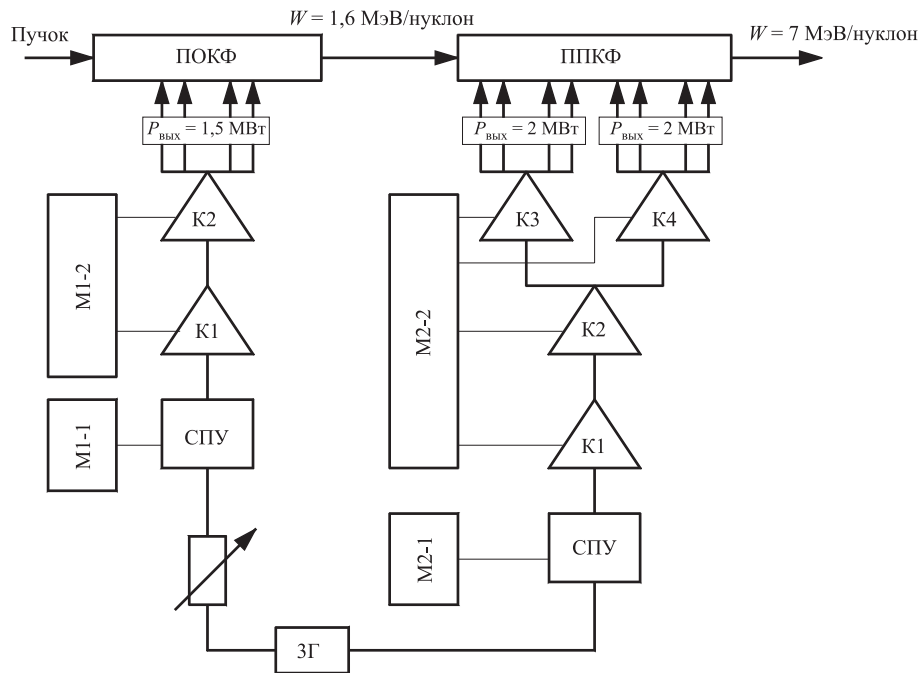 Пучок
ПОКФ
W = 1,6 МэВ/нуклон
ППКФ
W = 7 МэВ/нуклон
Pвых = 1,5 МВт
Pвых = 2 МВт
Pвых = 2 МВт
К2
К3
К4
М1-2
К1
М2-2
К2
М1-1
СПУ
К1
М2-1
СПУ
ЗГ